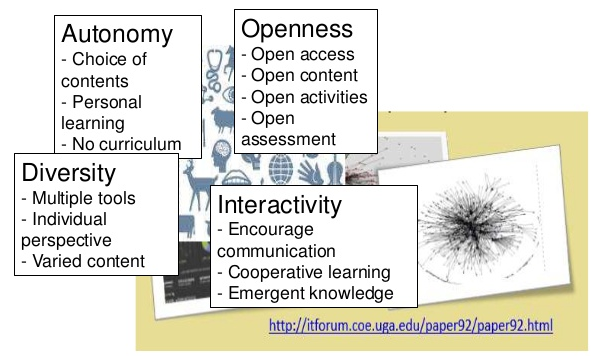 Autonomy
- Choice of
contents
- Personal
learning
- No curriculum
Openness
- Open access
- Open content
- Open activities
- Open
assessment
Diversity
- Multiple tools
- Individual
perspective
- Varied content
Interactivity
- Encourage
communication
- Cooperative learning
- Emergent knowledge
http://itforum.coe.uga.edu/paper92/paper92.html